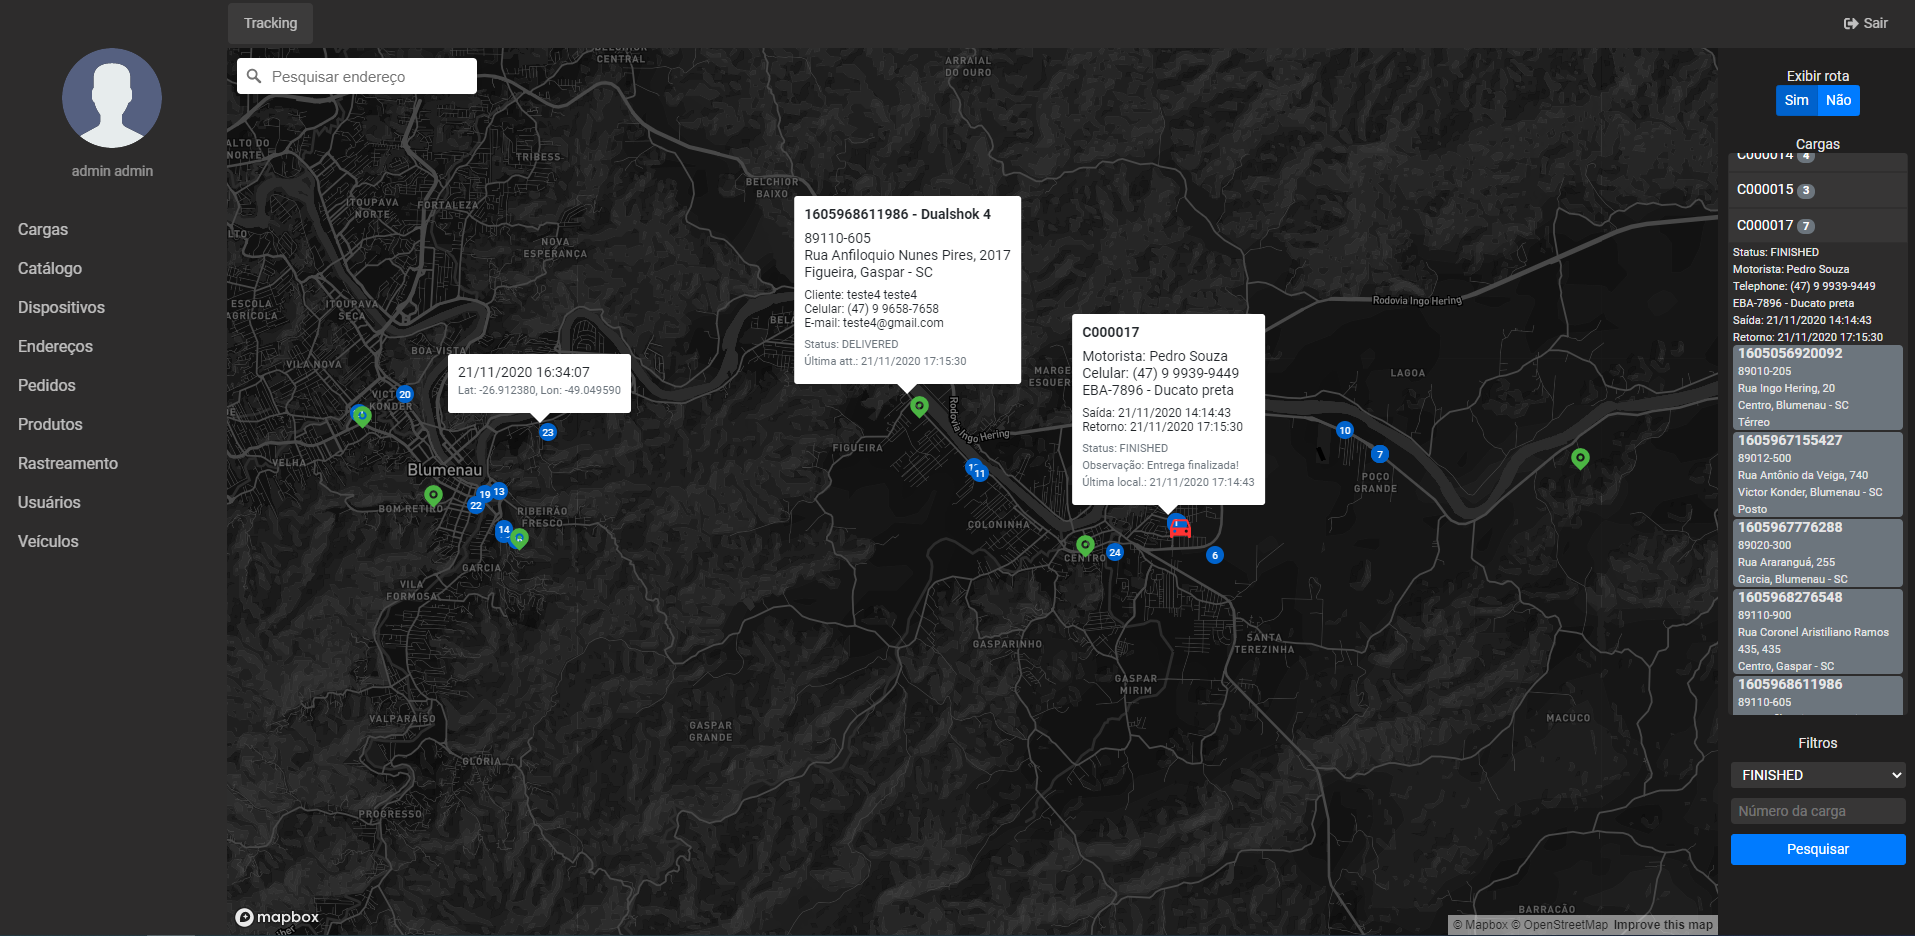 Tracking
Sair
admin admin
Cargas
Catálogo
Dispositivos
Endereços
Pedidos
Produtos
Rastreamento
Usuários
Veículos
Pesquisar endereço
BELCHIOR
CENTRAL
ARRAIAL
DO OURO
ALTO DO
NORTE
TRIBESS
BELCHIOR
BAIXO
ITOUPAVA
NORTE
FORTALEZA
NOVA
ESPERANÇA
ESCOLA
AGRÍCOLA
ITOUPAVA
SECA
BOA VISTA
VILA NOVA
VICTOR
KONDER
VELHA
Blumenau
BOM RETIRO
RIBEIRÃO
FRESCO
GARCIA
VILA
FORMOSA
VALPARAÍSO
GLÓRIA
PROGRESSO
GASPAR
GRANDE
FIGUEIRA
Rodovia Ingo Hering
COLONINHA
CENTRO
GASPARINHO
GASPAR
MIRIM
SANTA
TEREZINHA
LAGOA
POÇO
GRANDE
Rodovia Ingo Hering
MACUCO
BARRACÃO
20
23
19
13
22
14
11
24
6
10
7
21/11/2020 16:34:07
Lat: -26.912380, Lon: -49.049590
1605968611986 - Dualshok 4
89110-605
Rua Anfiloquio Nunes Pires, 2017
Figueira, Gaspar - SC
Cliente: teste4 teste4
Celular: (47) 9 9658-7658
E-mail: teste4@gmail.com
Status: DELIVERED
Última att.: 21/11/2020 17:15:30
C000017
Motorista: Pedro Souza
Celular: (47) 9 9939-9449
EBA-7896 - Ducato preta
Saída: 21/11/2020 14:14:43
Retorno: 21/11/2020 17:15:30
Status: FINISHED
Observação: Entrega finalizada!
Última local.: 21/11/2020 17:14:43
mapbox
© Mapbox © OpenStreetMap Improve this map
Exibir rota
Sim Não
Cargas
C000014 4
C000015 3
C000017 7
Status: FINISHED
Motorista: Pedro Souza
Telephone: (47) 9 9939-9449
EBA-7896 - Ducato preta
Saída: 21/11/2020 14:14:43
Retorno: 21/11/2020 17:15:30
1605056920092
89010-205
Rua Ingo Hering, 20
Centro, Blumenau - SC
Térreo
1605967155427
89012-500
Rua Antônio da Veiga, 740
Victor Konder, Blumenau - SC
Posto
1605967776288
89020-300
Rua Araranguá, 255
Garcia, Blumenau - SC
1605968276548
89110-900
Rua Coronel Aristiliano Ramos
435, 435
Centro, Gaspar - SC
1605968611986
89110-605
Filtros
FINISHED
Número da carga
Pesquisar